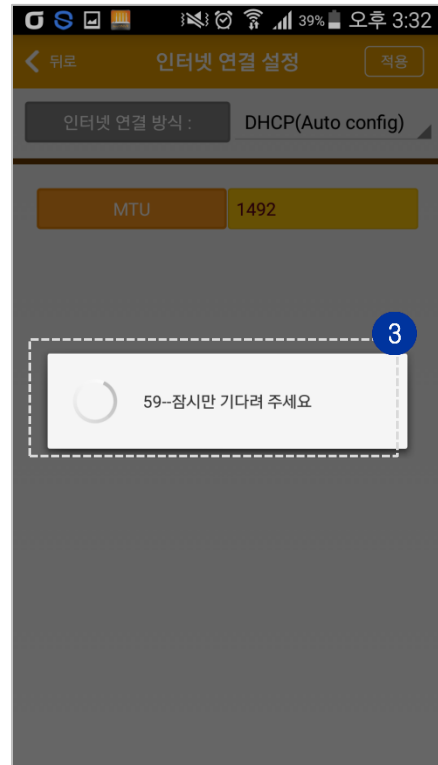 39% 오후 3:32
뒤로 인터넷 연결 설정 적용
인터넷 연결 방식 : DHCP(Auto config)
MTU 1492
3
59--잠시만 기다려 주세요